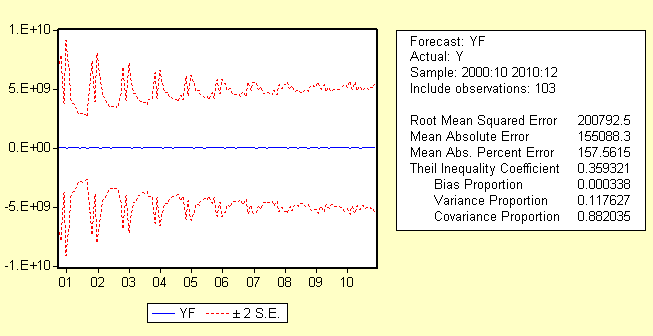 1.E+10
5.E+09
0.E+00
-5.E+09
-1.E+10
01 02 03 04 05 06 07 08 09 10
YF ± 2 S.E.
Forecast: YF
Actual: Y
Sample: 2000:10 2010:12
Include observations: 103
Root Mean Squared Error 200792.5
Mean Absolute Error 155088.3
Mean Abs. Percent Error 157.5615
Theil Inequality Coefficient 0.359321
Bias Proportion 0.000338
Variance Proportion 0.117627
Covariance Proportion 0.882035